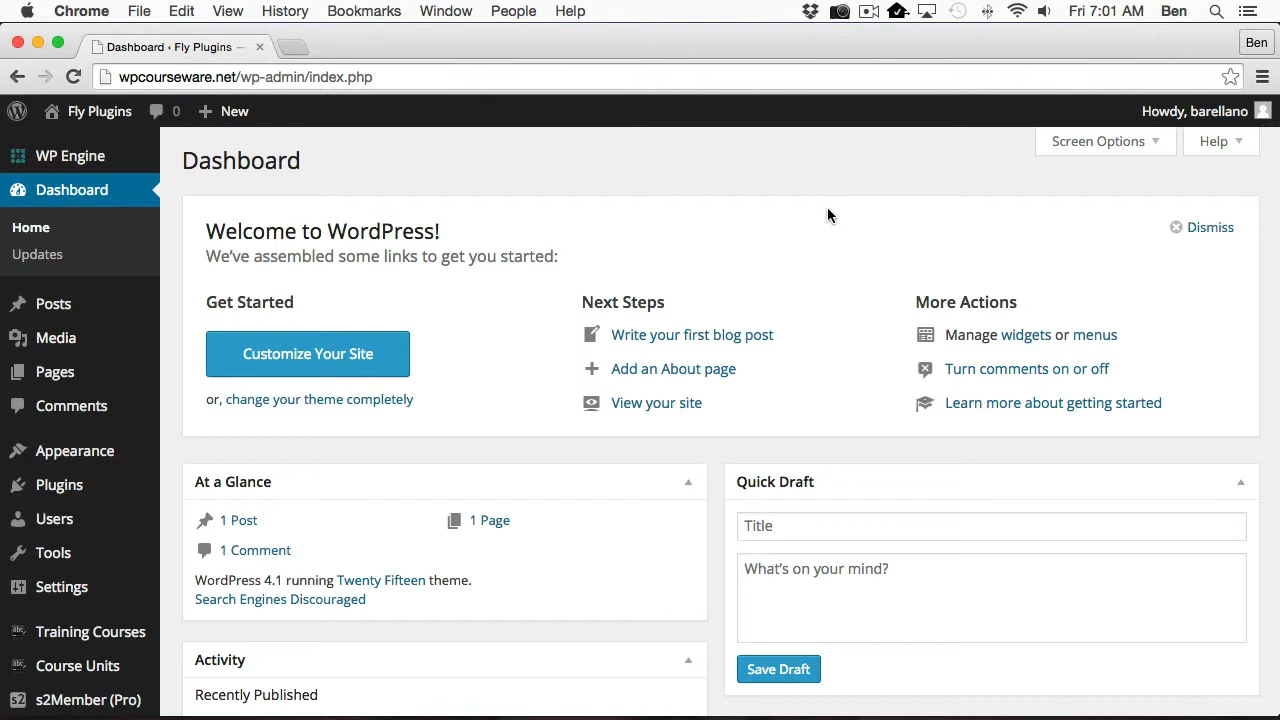 Chrome File Edit View History Bookmarks Window People Help Fri 7:01 AM Ben
Dashboard ‹ Fly Plugins — Ben
wpcourseware.net/wp-admin/index.php
Fly Plugins 0 New Howdy, barellano
WP Engine
Dashboard
Home
Updates
Posts
Media
Pages
Comments
Appearance
Plugins
Users
Tools
Settings
Training Courses
Course Units
s2Member (Pro)
Screen Options Help
Dashboard
Welcome to WordPress!
Dismiss
We've assembled some links to get you started:
Get Started
Customize Your Site
or, change your theme completely
Next Steps
Write your first blog post
Add an About page
View your site
More Actions
Manage widgets or menus
Turn comments on or off
Learn more about getting started
At a Glance
1 Post 1 Page
1 Comment
WordPress 4.1 running Twenty Fifteen theme.
Search Engines Discouraged
Activity
Recently Published
Quick Draft
Title
What's on your mind?
Save Draft